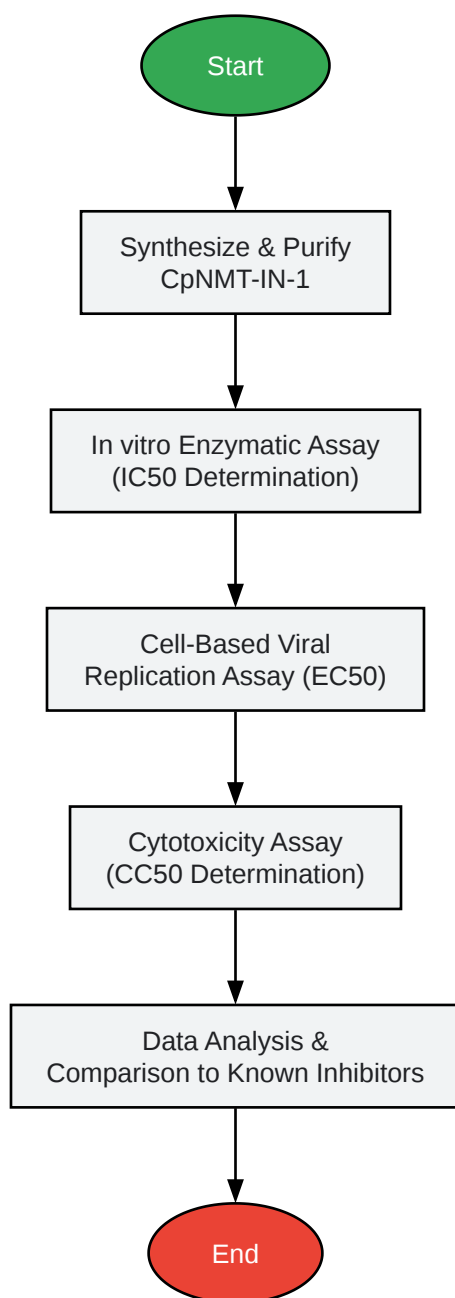 Start
Synthesize & Purify
CpNMT-IN-1
In vitro Enzymatic Assay
(IC50 Determination)
Cell-Based Viral
Replication Assay (EC50)
Cytotoxicity Assay
(CC50 Determination)
Data Analysis &
Comparison to Known Inhibitors
End